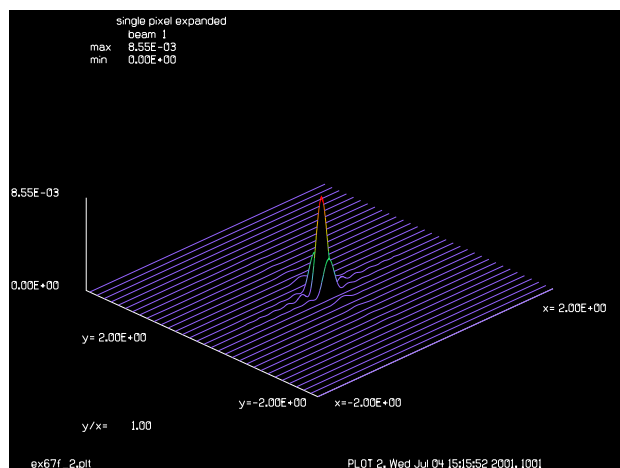 single pixel expanded
beam 1
max 8.55E-03
min 0.00E+00
8.55E-03
0.00E+00
x= 2.00E+00
y= 2.00E+00
y=-2.00E+00 x=-2.00E+00
y/x= 1.00
ex67f_2.plt PLOT 2, Wed Jul 04 15:15:52 2001, 1001